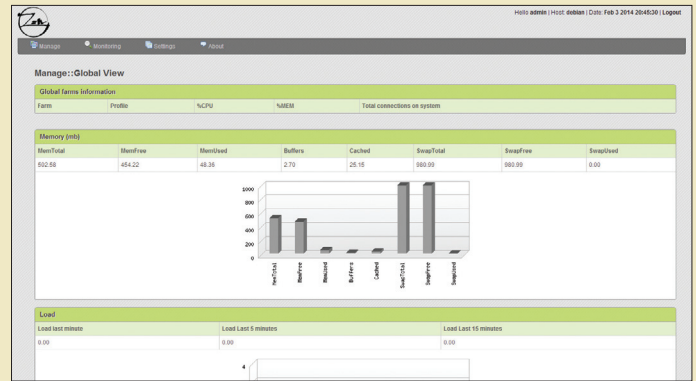 Hello admin | Host: debian | Date: Feb 3 2014 20:45:30 | Logout
Zen
Manage Monitoring Settings About
Manage::Global View
Global farms information
Farm Profile %CPU %MEM Total connections on system
Memory (mb)
MemTotal MemFree MemUsed Buffers Cached SwapTotal SwapFree SwapUsed
502.58 454.22 48.36 2.70 25.15 980.99 980.99 0.00
1000
800
600
400
200
0
MemTotal MemFree MemUsed Buffers Cached SwapTotal SwapFree SwapUsed
Load
Load last minute Load Last 5 minutes Load Last 15 minutes
0.00 0.00 0.00
4